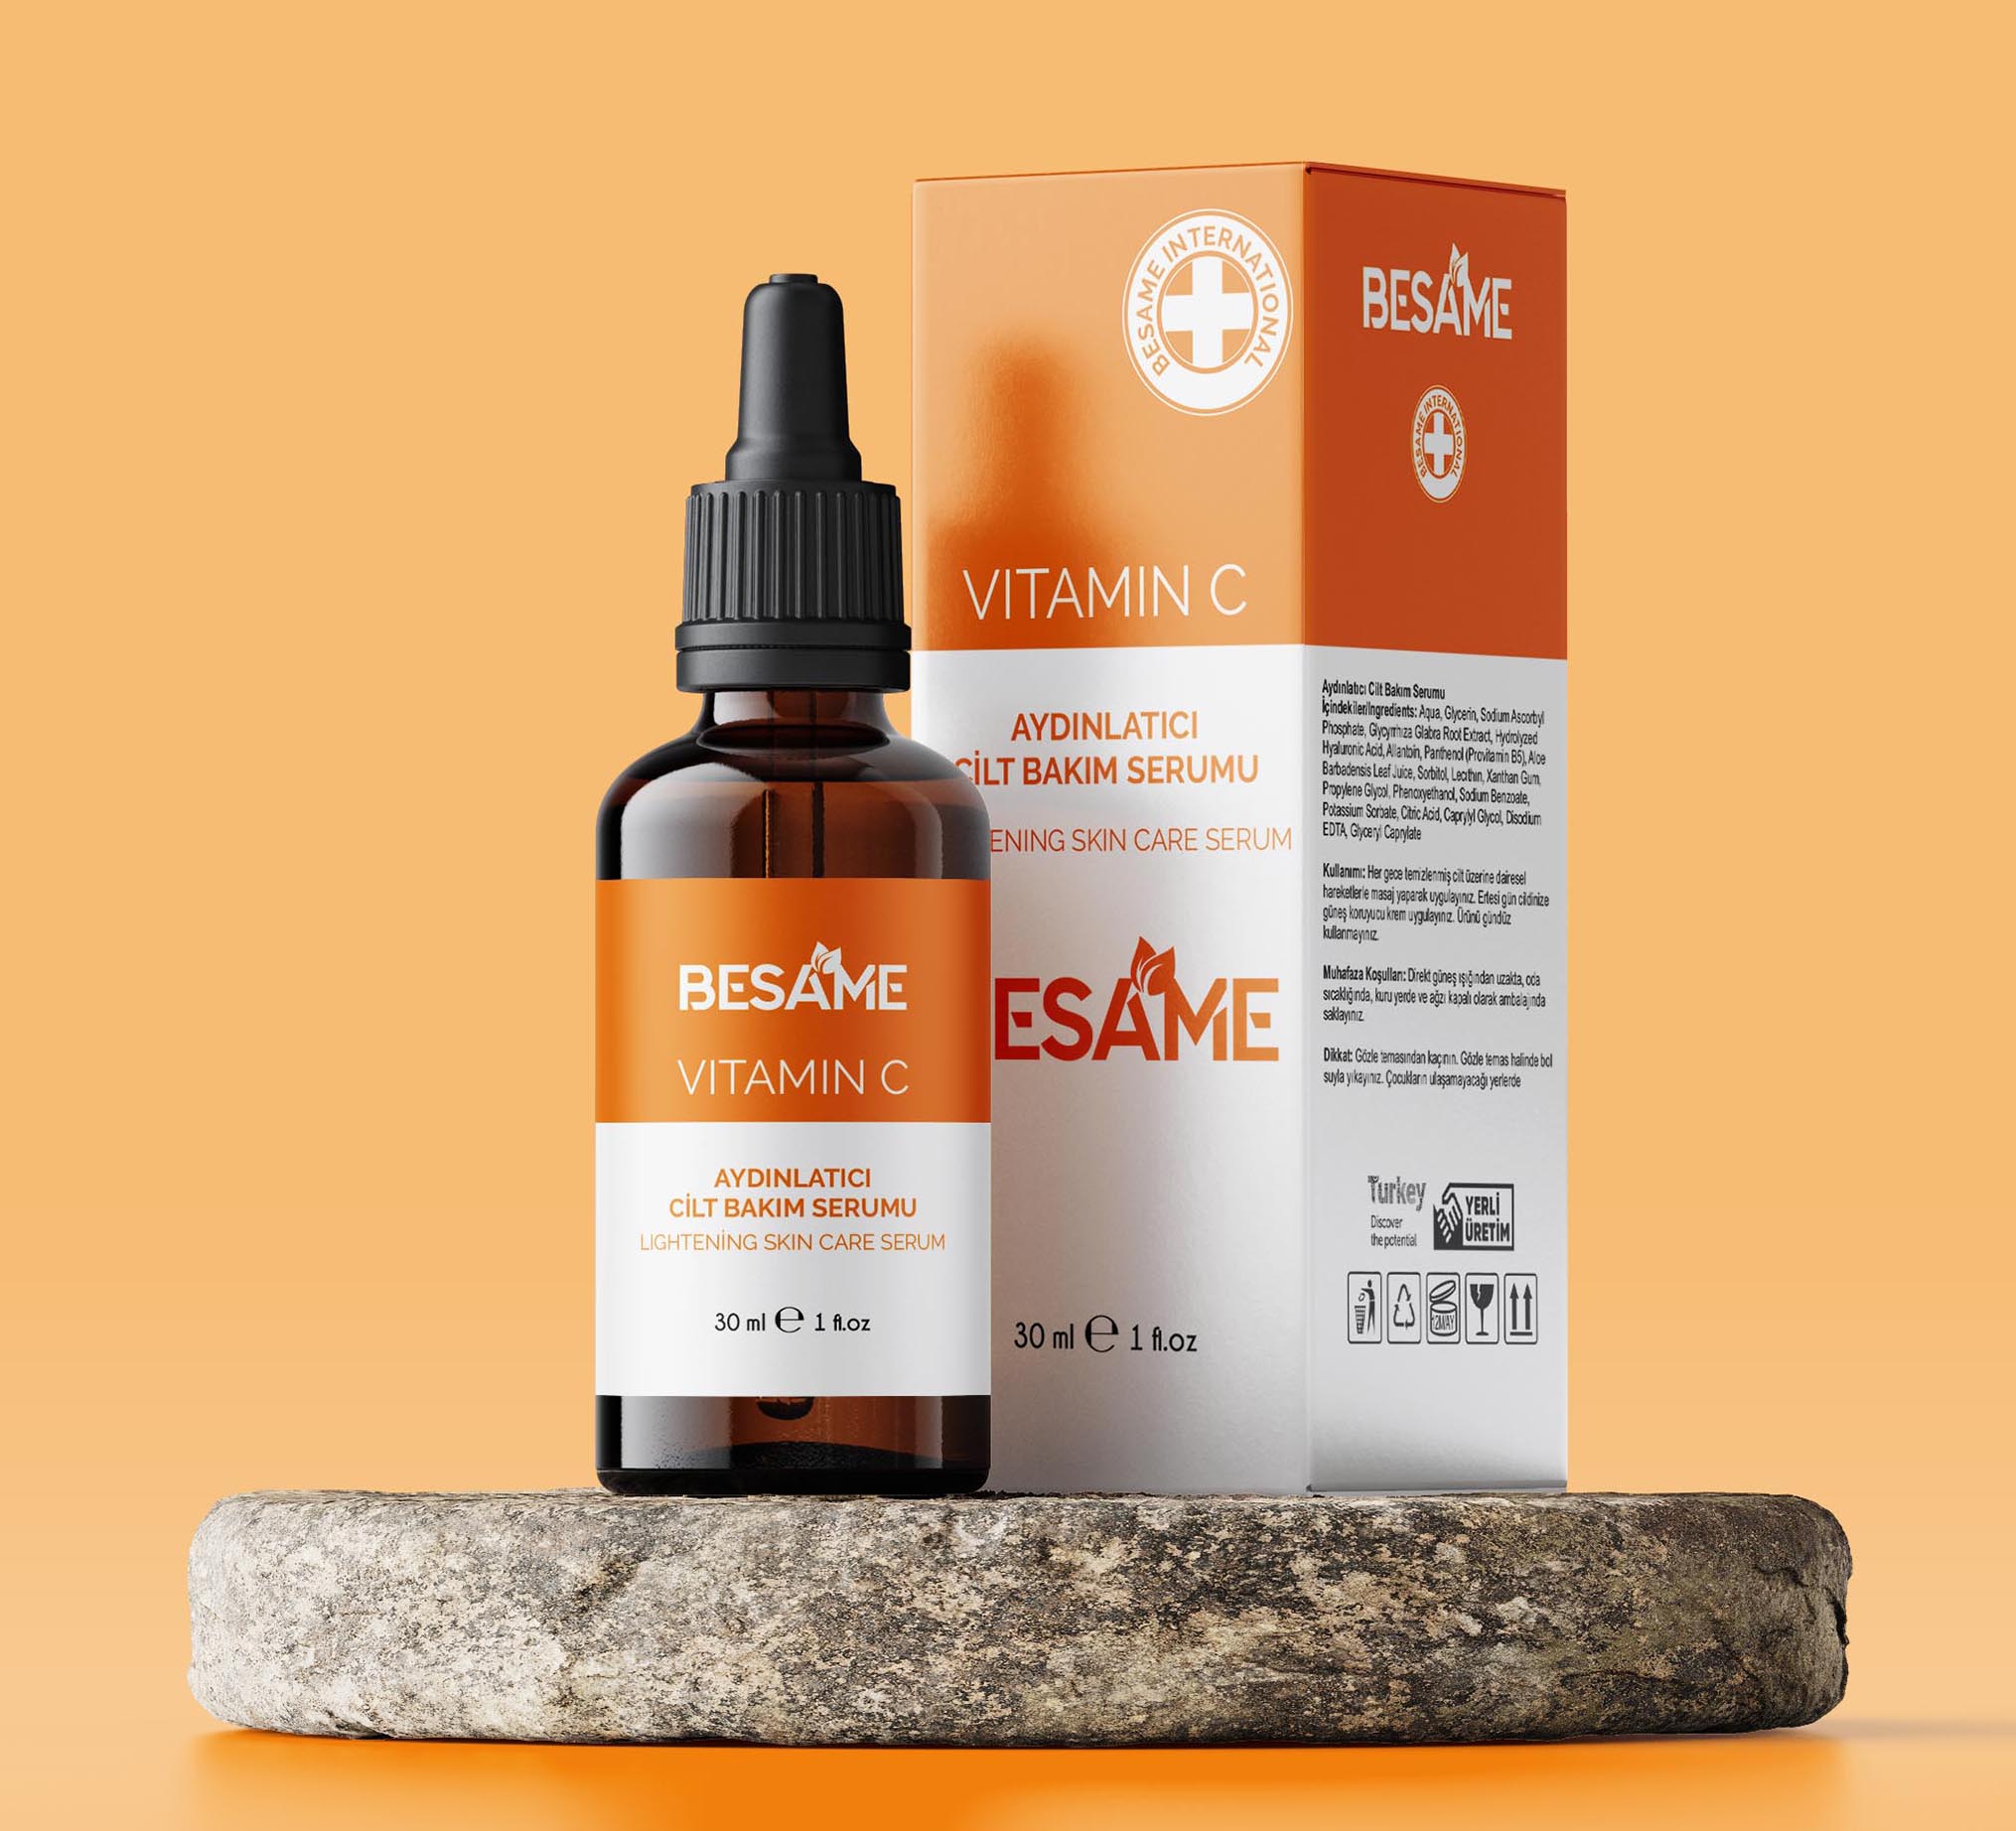 BESAME
VITAMIN C
AYDINLATICI
CİLT BAKIM SERUMU
LIGHTENİNG SKIN CARE SERUM
30 ml ℮ 1 fl.oz
BESAME INTERNATIONAL
VITAMIN C
AYDINLATICI
CİLT BAKIM SERUMU
ENING SKIN CARE SERUM
ESAME
30 ml ℮ 1 fl.oz
BESAME
BESAME INTERNATIONAL
Aydınlatıcı Cilt Bakım Serumu
İçindekiler/Ingredients: Aqua, Glycerin, Sodium Ascorbyl
Phosphate, Glycyrrhiza Glabra Root Extract, Hydrolyzed
Hyaluronic Acid, Allantoin, Panthenol (Provitamin B5), Aloe
Barbadensis Leaf Juice, Sorbitol, Lecithin, Xanthan Gum,
Propylene Glycol, Phenoxyethanol, Sodium Benzoate,
Potassium Sorbate, Citric Acid, Caprylyl Glycol, Disodium
EDTA, Glyceryl Caprylate
Kullanımı: Her gece temizlenmiş cilt üzerine dairesel
hareketlerle masaj yaparak uygulayınız. Ertesi gün cildinize
güneş koruyucu krem uygulayınız. Ürünü gündüz
kullanmayınız.
Muhafaza Koşulları: Direkt güneş ışığından uzakta, oda
sıcaklığında, kuru yerde ve ağzı kapalı olarak ambalajında
saklayınız.
Dikkat: Gözle temasından kaçının. Gözle temas halinde bol
suyla yıkayınız. Çocukların ulaşamayacağı yerlerde
Turkey
Discover
the potential
YERLİ
ÜRETİM
12MAY